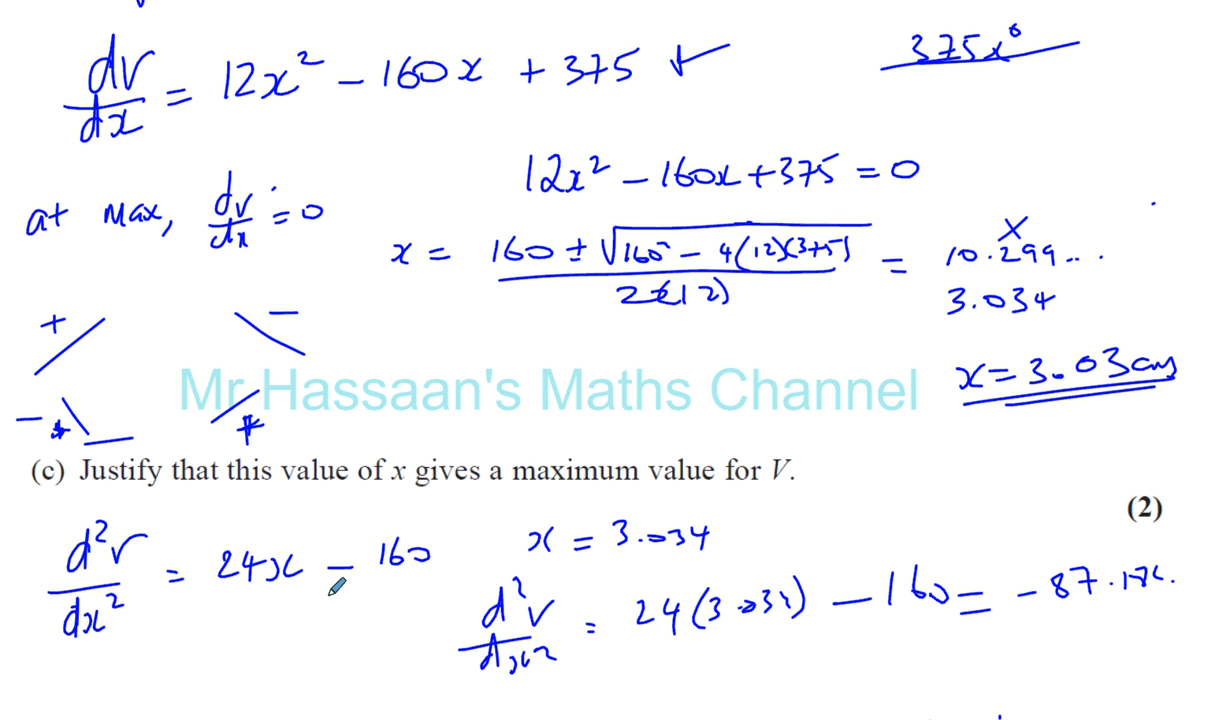 375x⁰
dv/dx = 12x² − 160x + 375 ✓
12x² − 160x + 375 = 0
at max, dv/dx = 0
x = (160 ± √(160² − 4(12)(375))) / 2(12) = 10.299.. ×
3.034
+ −
x = 3.03cm
Mr Hassaan's Maths Channel
− +
(c) Justify that this value of x gives a maximum value for V.
(2)
d²v/dx² = 24x − 160
x = 3.034
d²v/dx² = 24(3.034) − 160 = −87.18